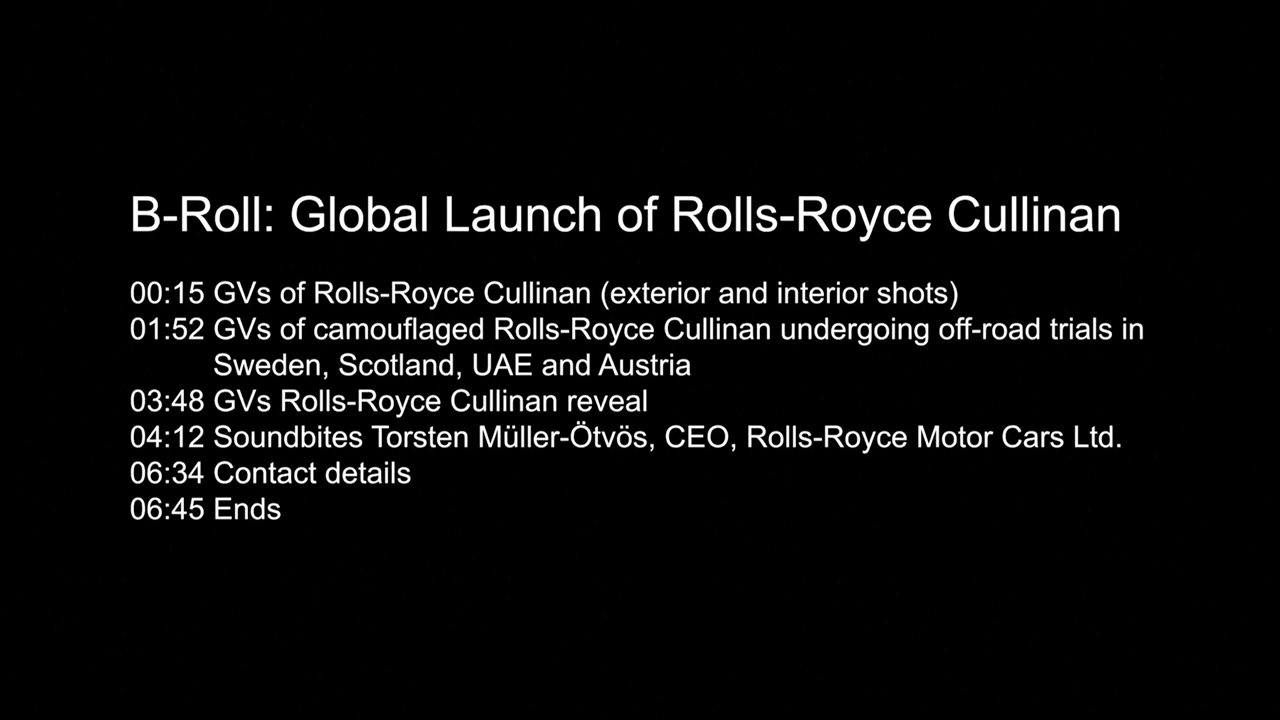 B-Roll: Global Launch of Rolls-Royce Cullinan
00:15 GVs of Rolls-Royce Cullinan (exterior and interior shots)
01:52 GVs of camouflaged Rolls-Royce Cullinan undergoing off-road trials in
Sweden, Scotland, UAE and Austria
03:48 GVs Rolls-Royce Cullinan reveal
04:12 Soundbites Torsten Müller-Ötvös, CEO, Rolls-Royce Motor Cars Ltd.
06:34 Contact details
06:45 Ends